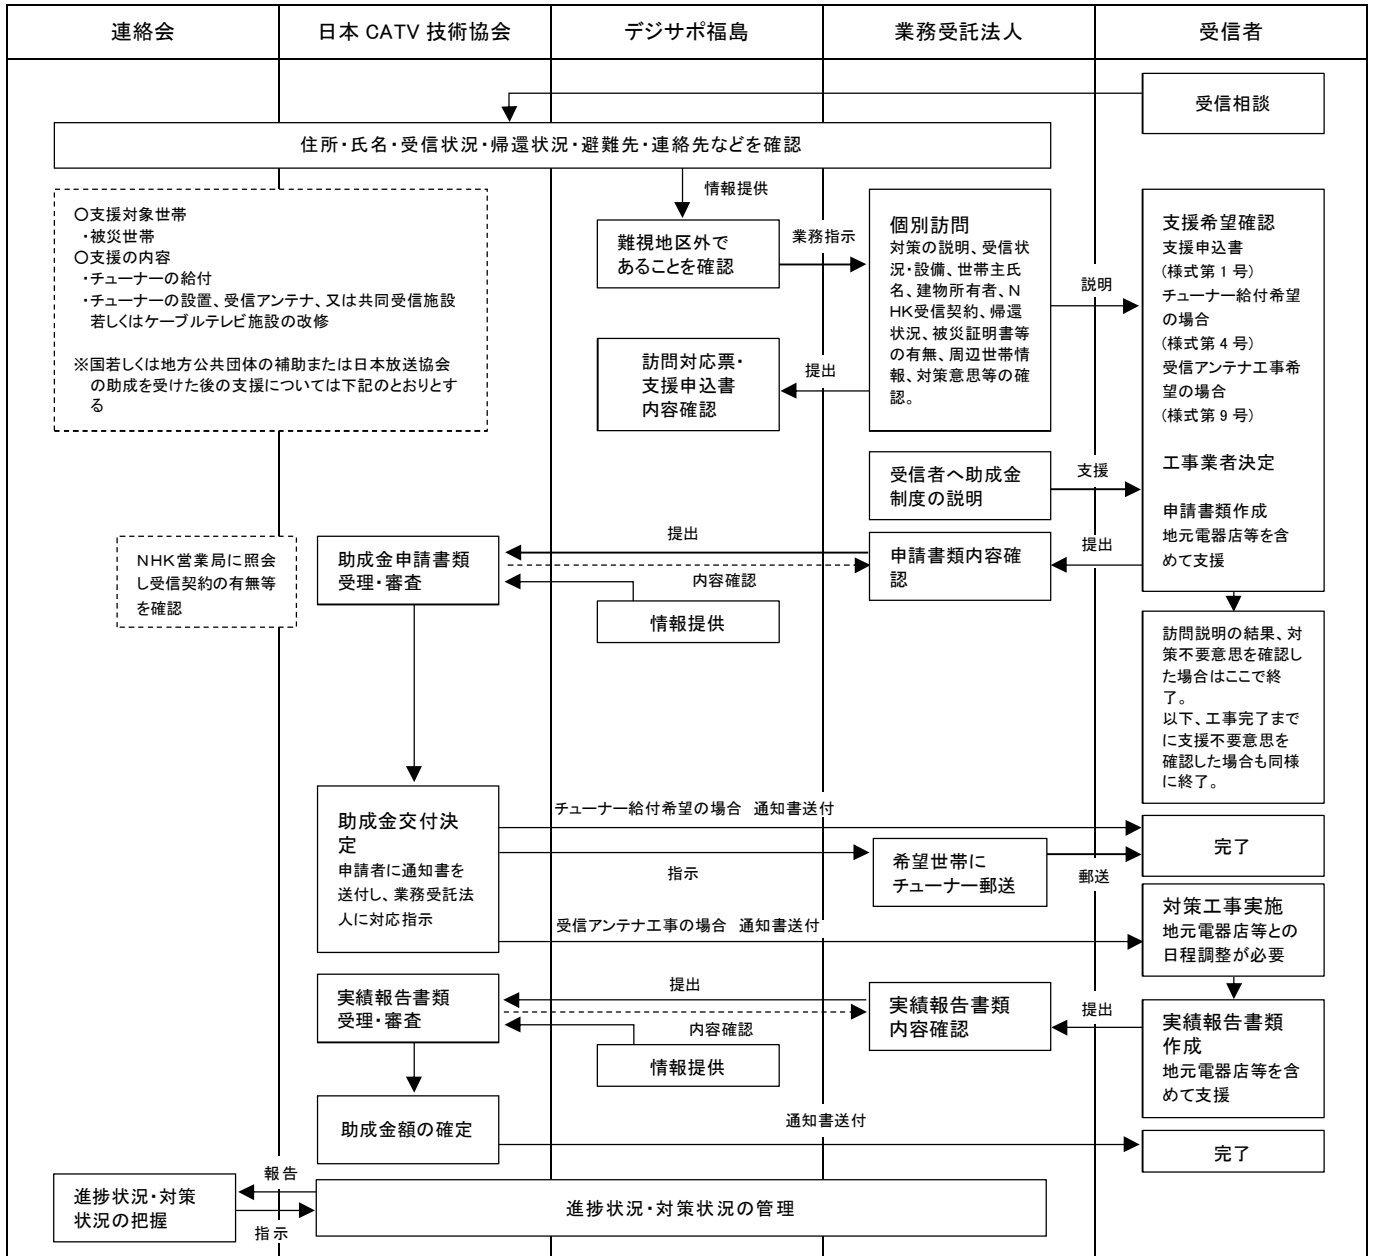 連絡会
日本 CATV 技術協会
デジサポ福島
業務受託法人
受信者
受信相談
住所・氏名・受信状況・帰還状況・避難先・連絡先などを確認
情報提供
○支援対象世帯
・被災世帯
○支援の内容
・チューナーの給付
・チューナーの設置、受信アンテナ、又は共同受信施設
若しくはケーブルテレビ施設の改修
※国若しくは地方公共団体の補助または日本放送協会
の助成を受けた後の支援については下記のとおりとす
る
難視地区外で
あることを確認
業務指示
個別訪問
対策の説明、受信状
況・設備、世帯主氏
名、建物所有者、N
HK受信契約、帰還
状況、被災証明書等
の有無、周辺世帯情
報、対策意思等の確
認。
説明
支援希望確認
支援申込書
(様式第 1 号)
チューナー給付希望
の場合
(様式第 4 号)
受信アンテナ工事希
望の場合
(様式第 9 号)
工事業者決定
申請書類作成
地元電器店等を含
めて支援
訪問対応票・
支援申込書
内容確認
提出
受信者へ助成金
制度の説明
支援
NHK営業局に照会
し受信契約の有無等
を確認
助成金申請書類
受理・審査
提出
内容確認
情報提供
申請書類内容確
認
提出
訪問説明の結果、対
策不要意思を確認し
た場合はここで終
了。
以下、工事完了まで
に支援不要意思を
確認した場合も同様
に終了。
助成金交付決
定
申請者に通知書を
送付し、業務受託法
人に対応指示
チューナー給付希望の場合 通知書送付
指示
希望世帯に
チューナー郵送
郵送
完了
受信アンテナ工事の場合 通知書送付
対策工事実施
地元電器店等との
日程調整が必要
実績報告書類
受理・審査
提出
内容確認
情報提供
実績報告書類
内容確認
提出
実績報告書類
作成
地元電器店等を含
めて支援
助成金額の確定
通知書送付
完了
進捗状況・対策
状況の把握
報告
指示
進捗状況・対策状況の管理